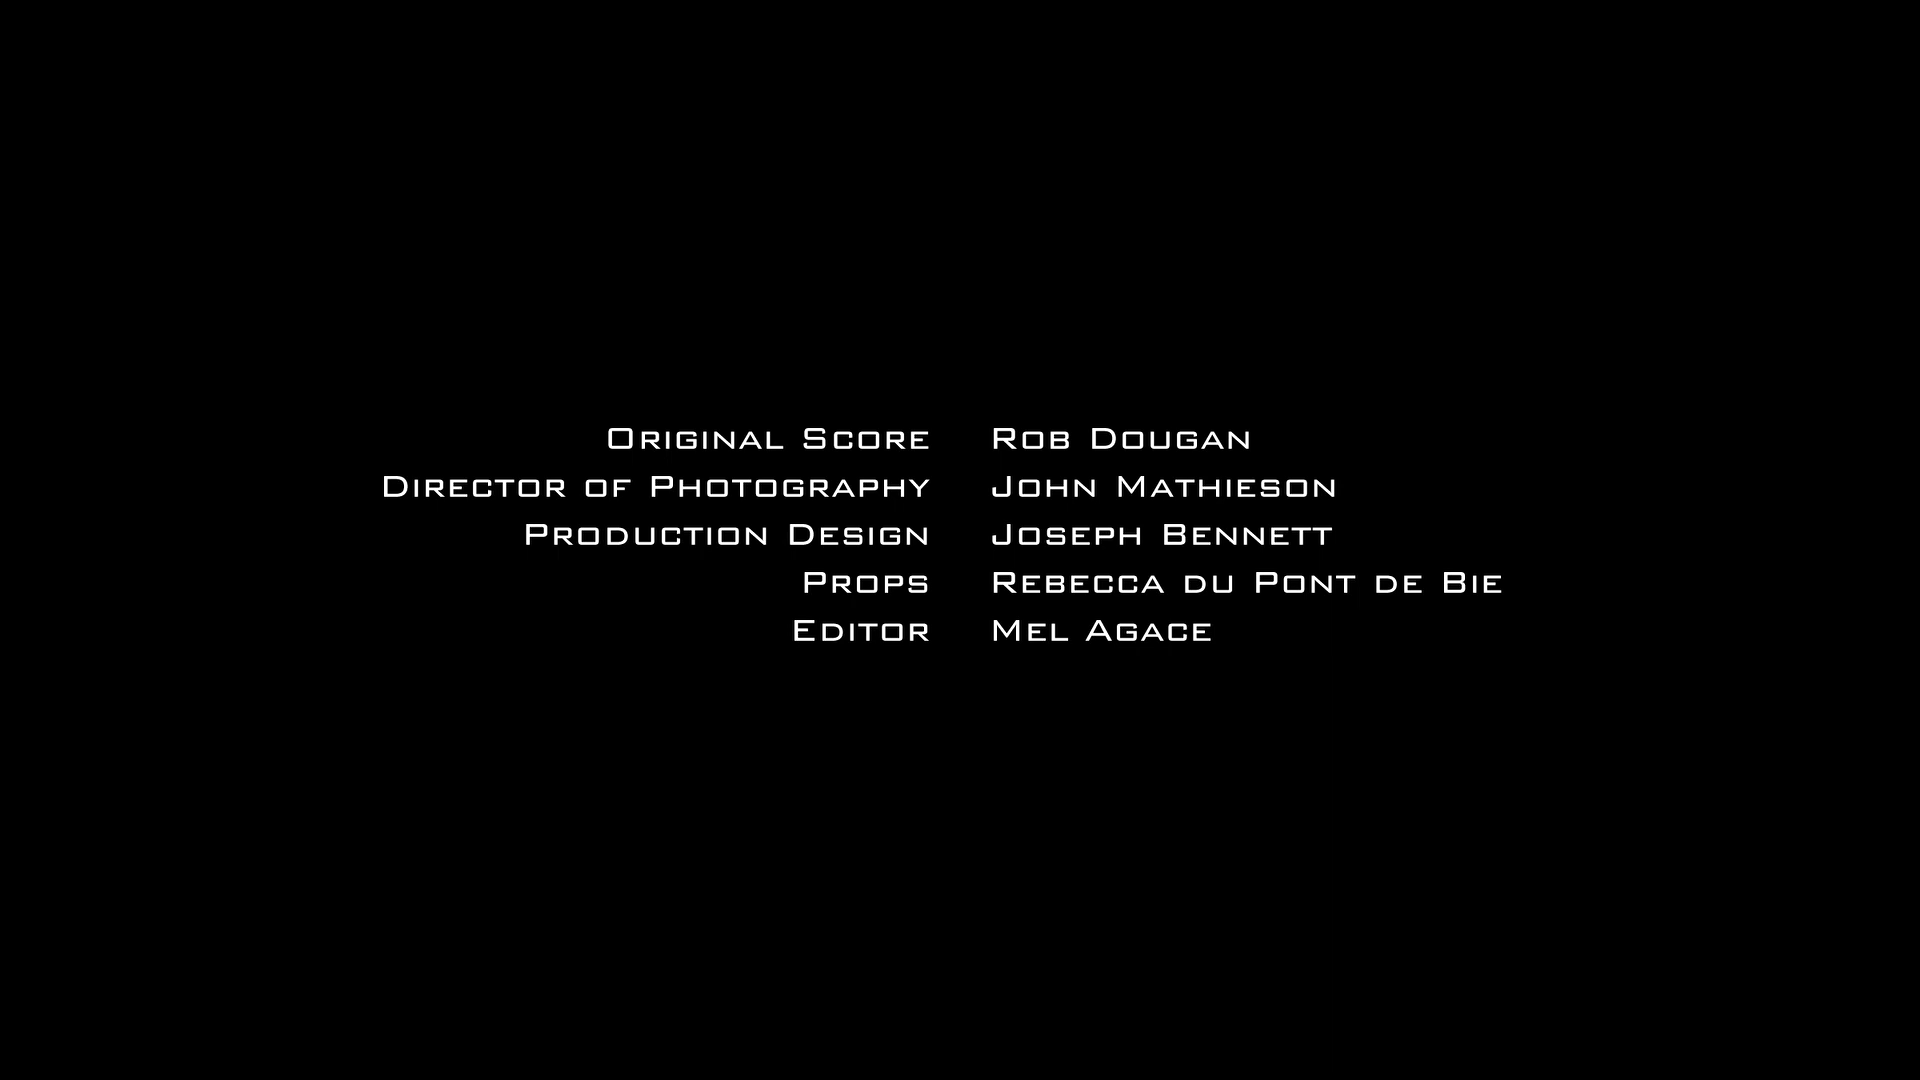 Original Score Rob Dougan
Director of Photography John Mathieson
Production Design Joseph Bennett
Props Rebecca du Pont de Bie
Editor Mel Agace